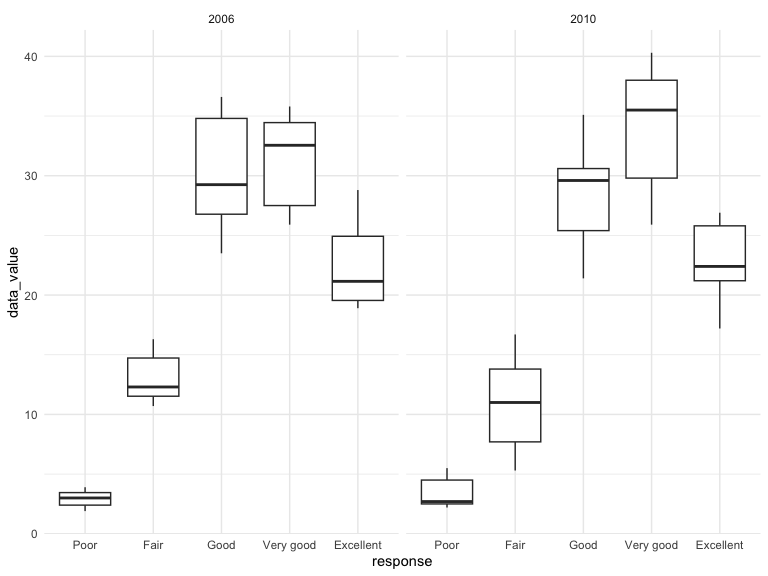 2006
2010
data_value
40
30
20
10
0
Poor
Fair
Good
Very good
Excellent
Poor
Fair
Good
Very good
Excellent
response